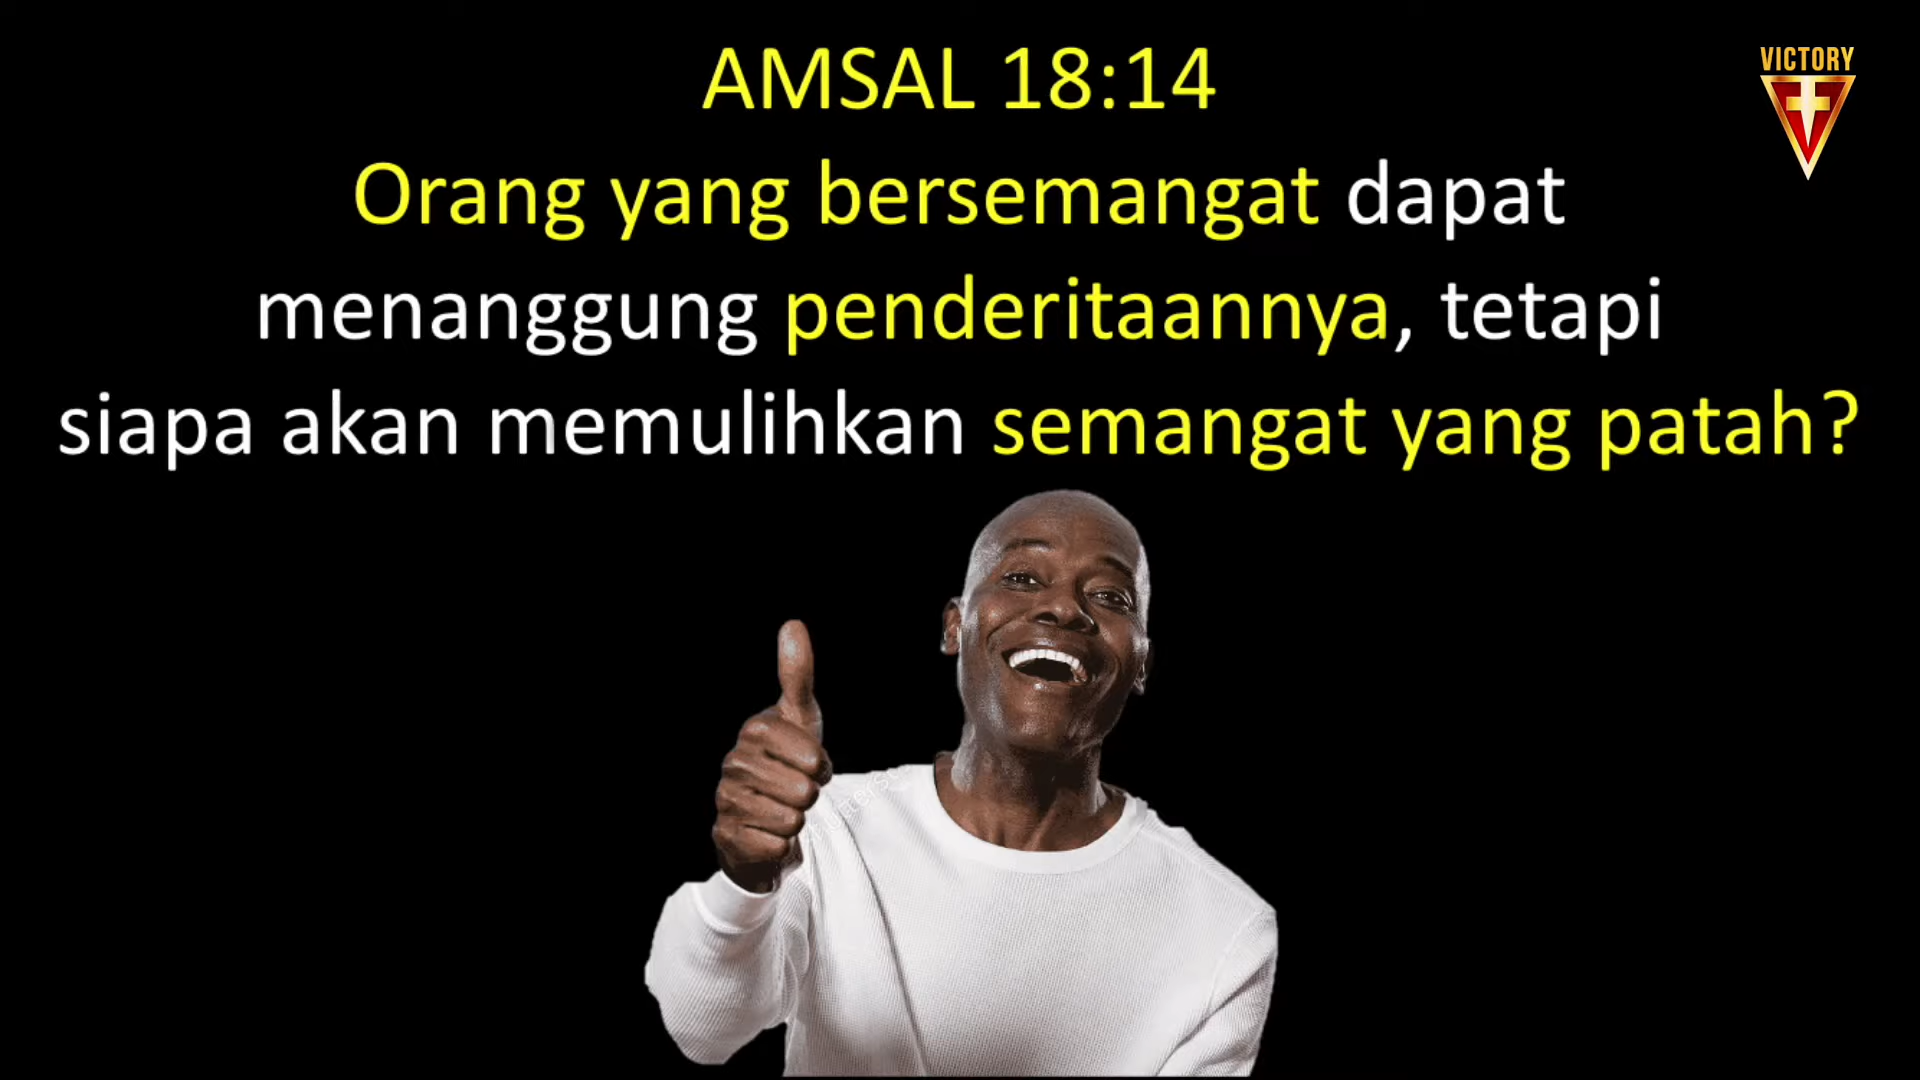 AMSAL 18:14
VICTORY
Orang yang bersemangat dapat
menanggung penderitaannya, tetapi
siapa akan memulihkan semangat yang patah?